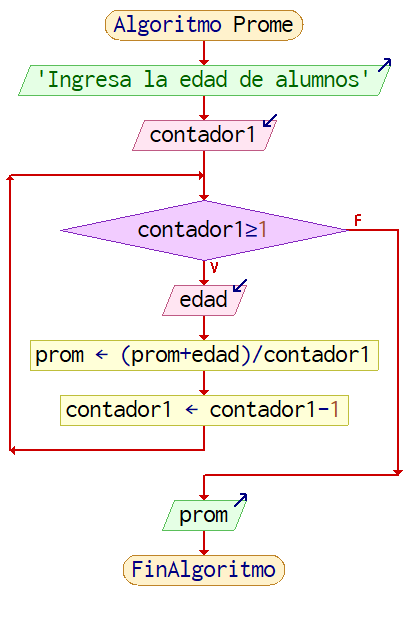 Algoritmo Prome
'Ingresa la edad de alumnos'
contador1
contador1≥1
F
V
edad
prom ← (prom+edad)/contador1
contador1 ← contador1-1
prom
FinAlgoritmo